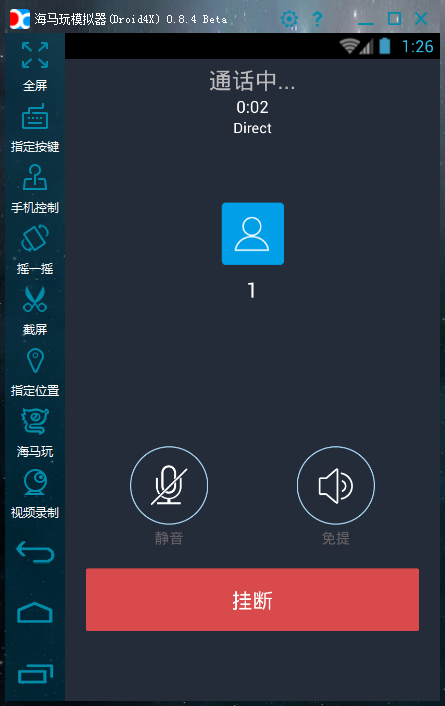 海马玩模拟器(Droid4X) 0.8.4 Beta
?
1:26
全屏
指定按键
手机控制
摇一摇
截屏
指定位置
海马玩
视频录制
通话中...
0:02
Direct
1
静音
免提
挂断